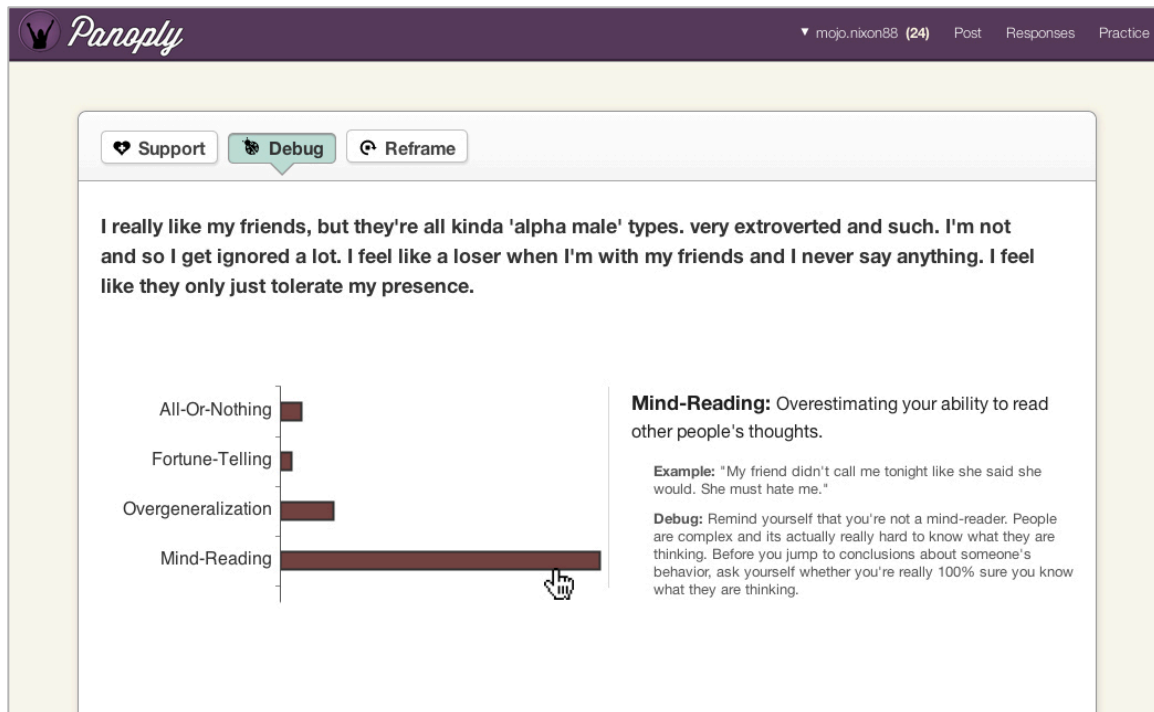 Panoply
▼ mojo.nixon88 (24) Post Responses Practice
Support Debug Reframe
I really like my friends, but they're all kinda 'alpha male' types. very extroverted and such. I'm not
and so I get ignored a lot. I feel like a loser when I'm with my friends and I never say anything. I feel
like they only just tolerate my presence.
All-Or-Nothing
Fortune-Telling
Overgeneralization
Mind-Reading
Mind-Reading: Overestimating your ability to read
other people's thoughts.
Example: "My friend didn't call me tonight like she said she
would. She must hate me."
Debug: Remind yourself that you're not a mind-reader. People
are complex and its actually really hard to know what they are
thinking. Before you jump to conclusions about someone's
behavior, ask yourself whether you're really 100% sure you know
what they are thinking.